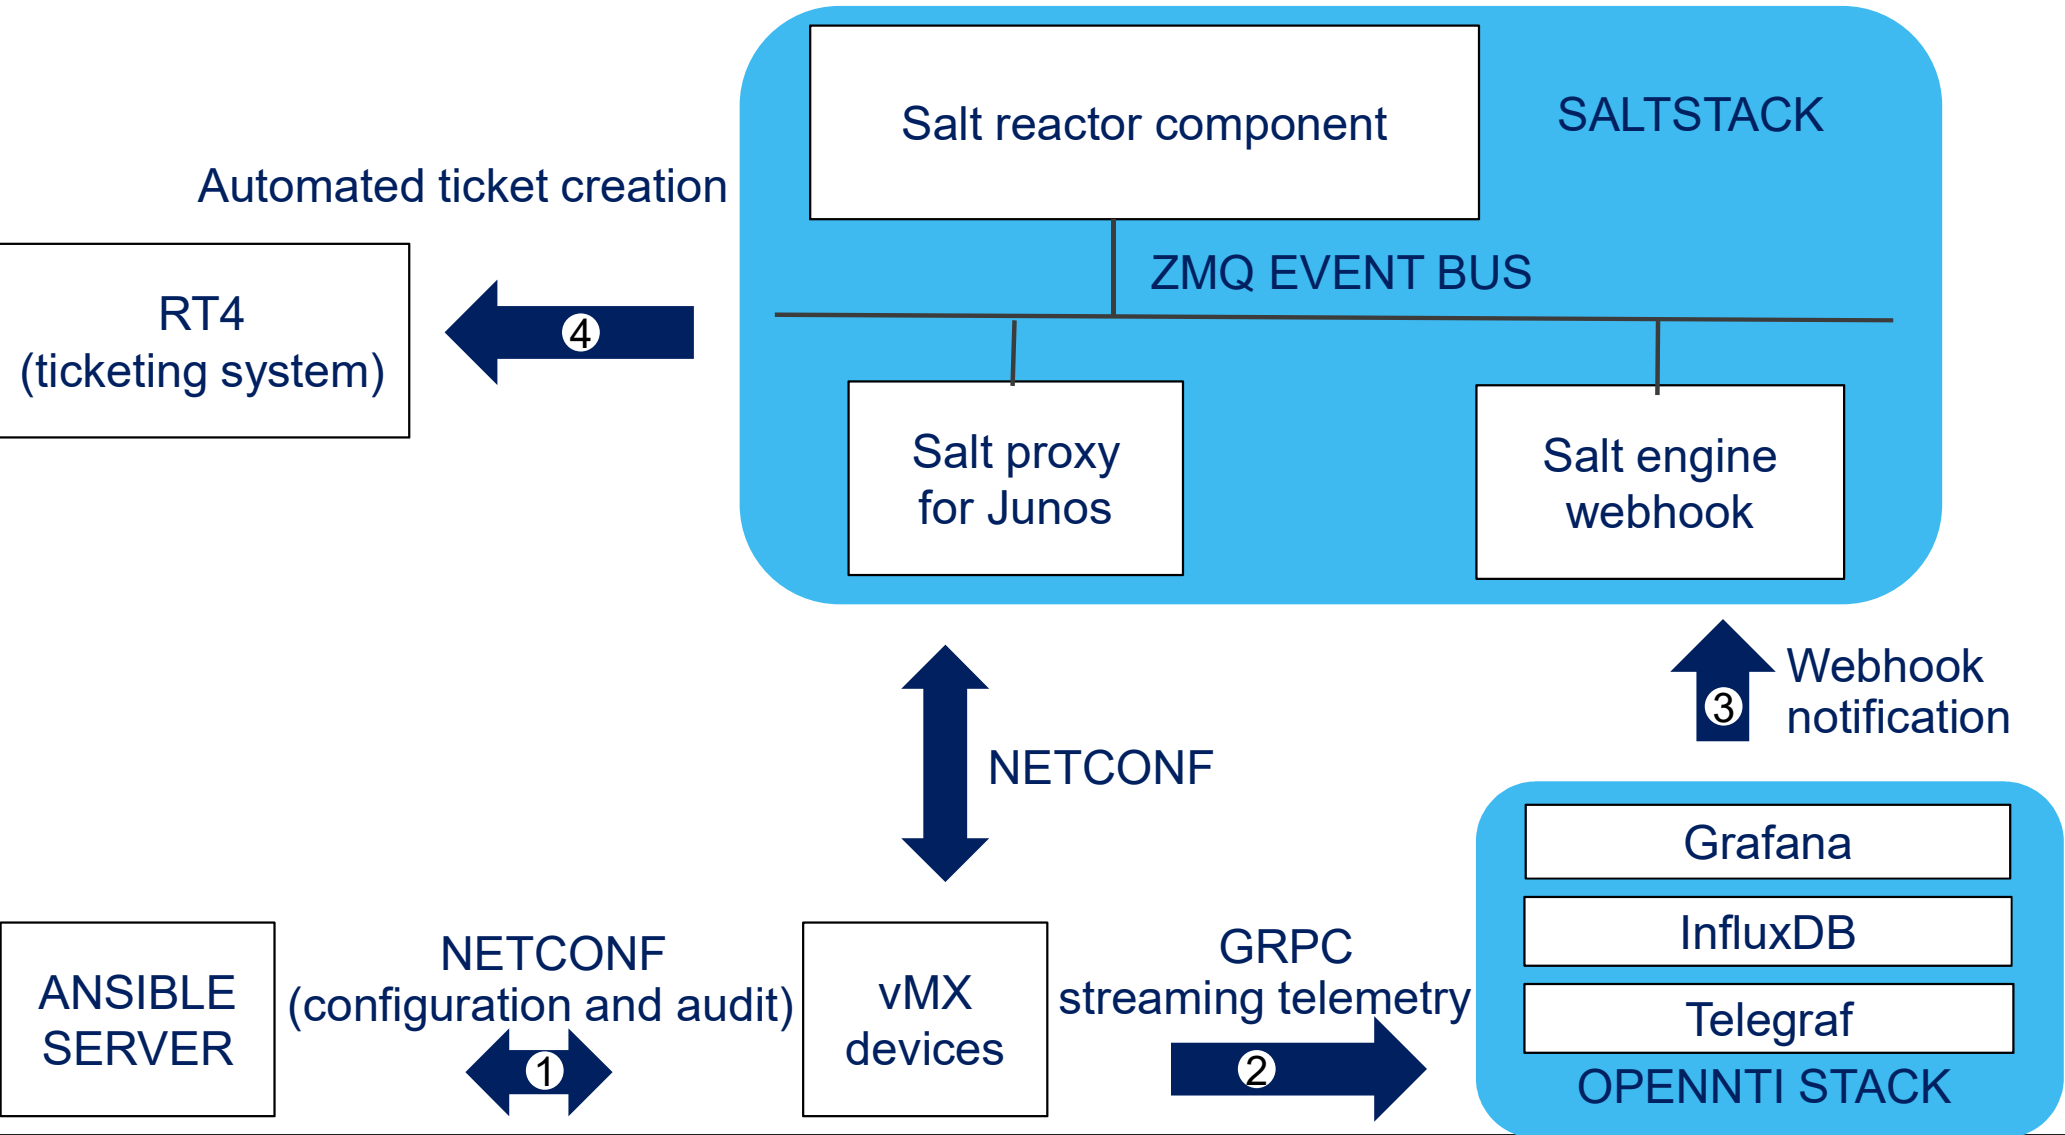 Salt reactor component
SALTSTACK
Automated ticket creation
ZMQ EVENT BUS
RT4
(ticketing system)
4
Salt proxy
for Junos
Salt engine
webhook
Webhook
notification
3
NETCONF
Grafana
InfluxDB
Telegraf
OPENNTI STACK
ANSIBLE
SERVER
NETCONF
(configuration and audit)
1
vMX
devices
GRPC
streaming telemetry
2